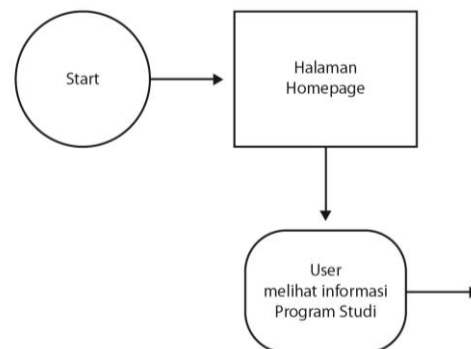 Start
Halaman
Homepage
User
melihat informasi
Program Studi